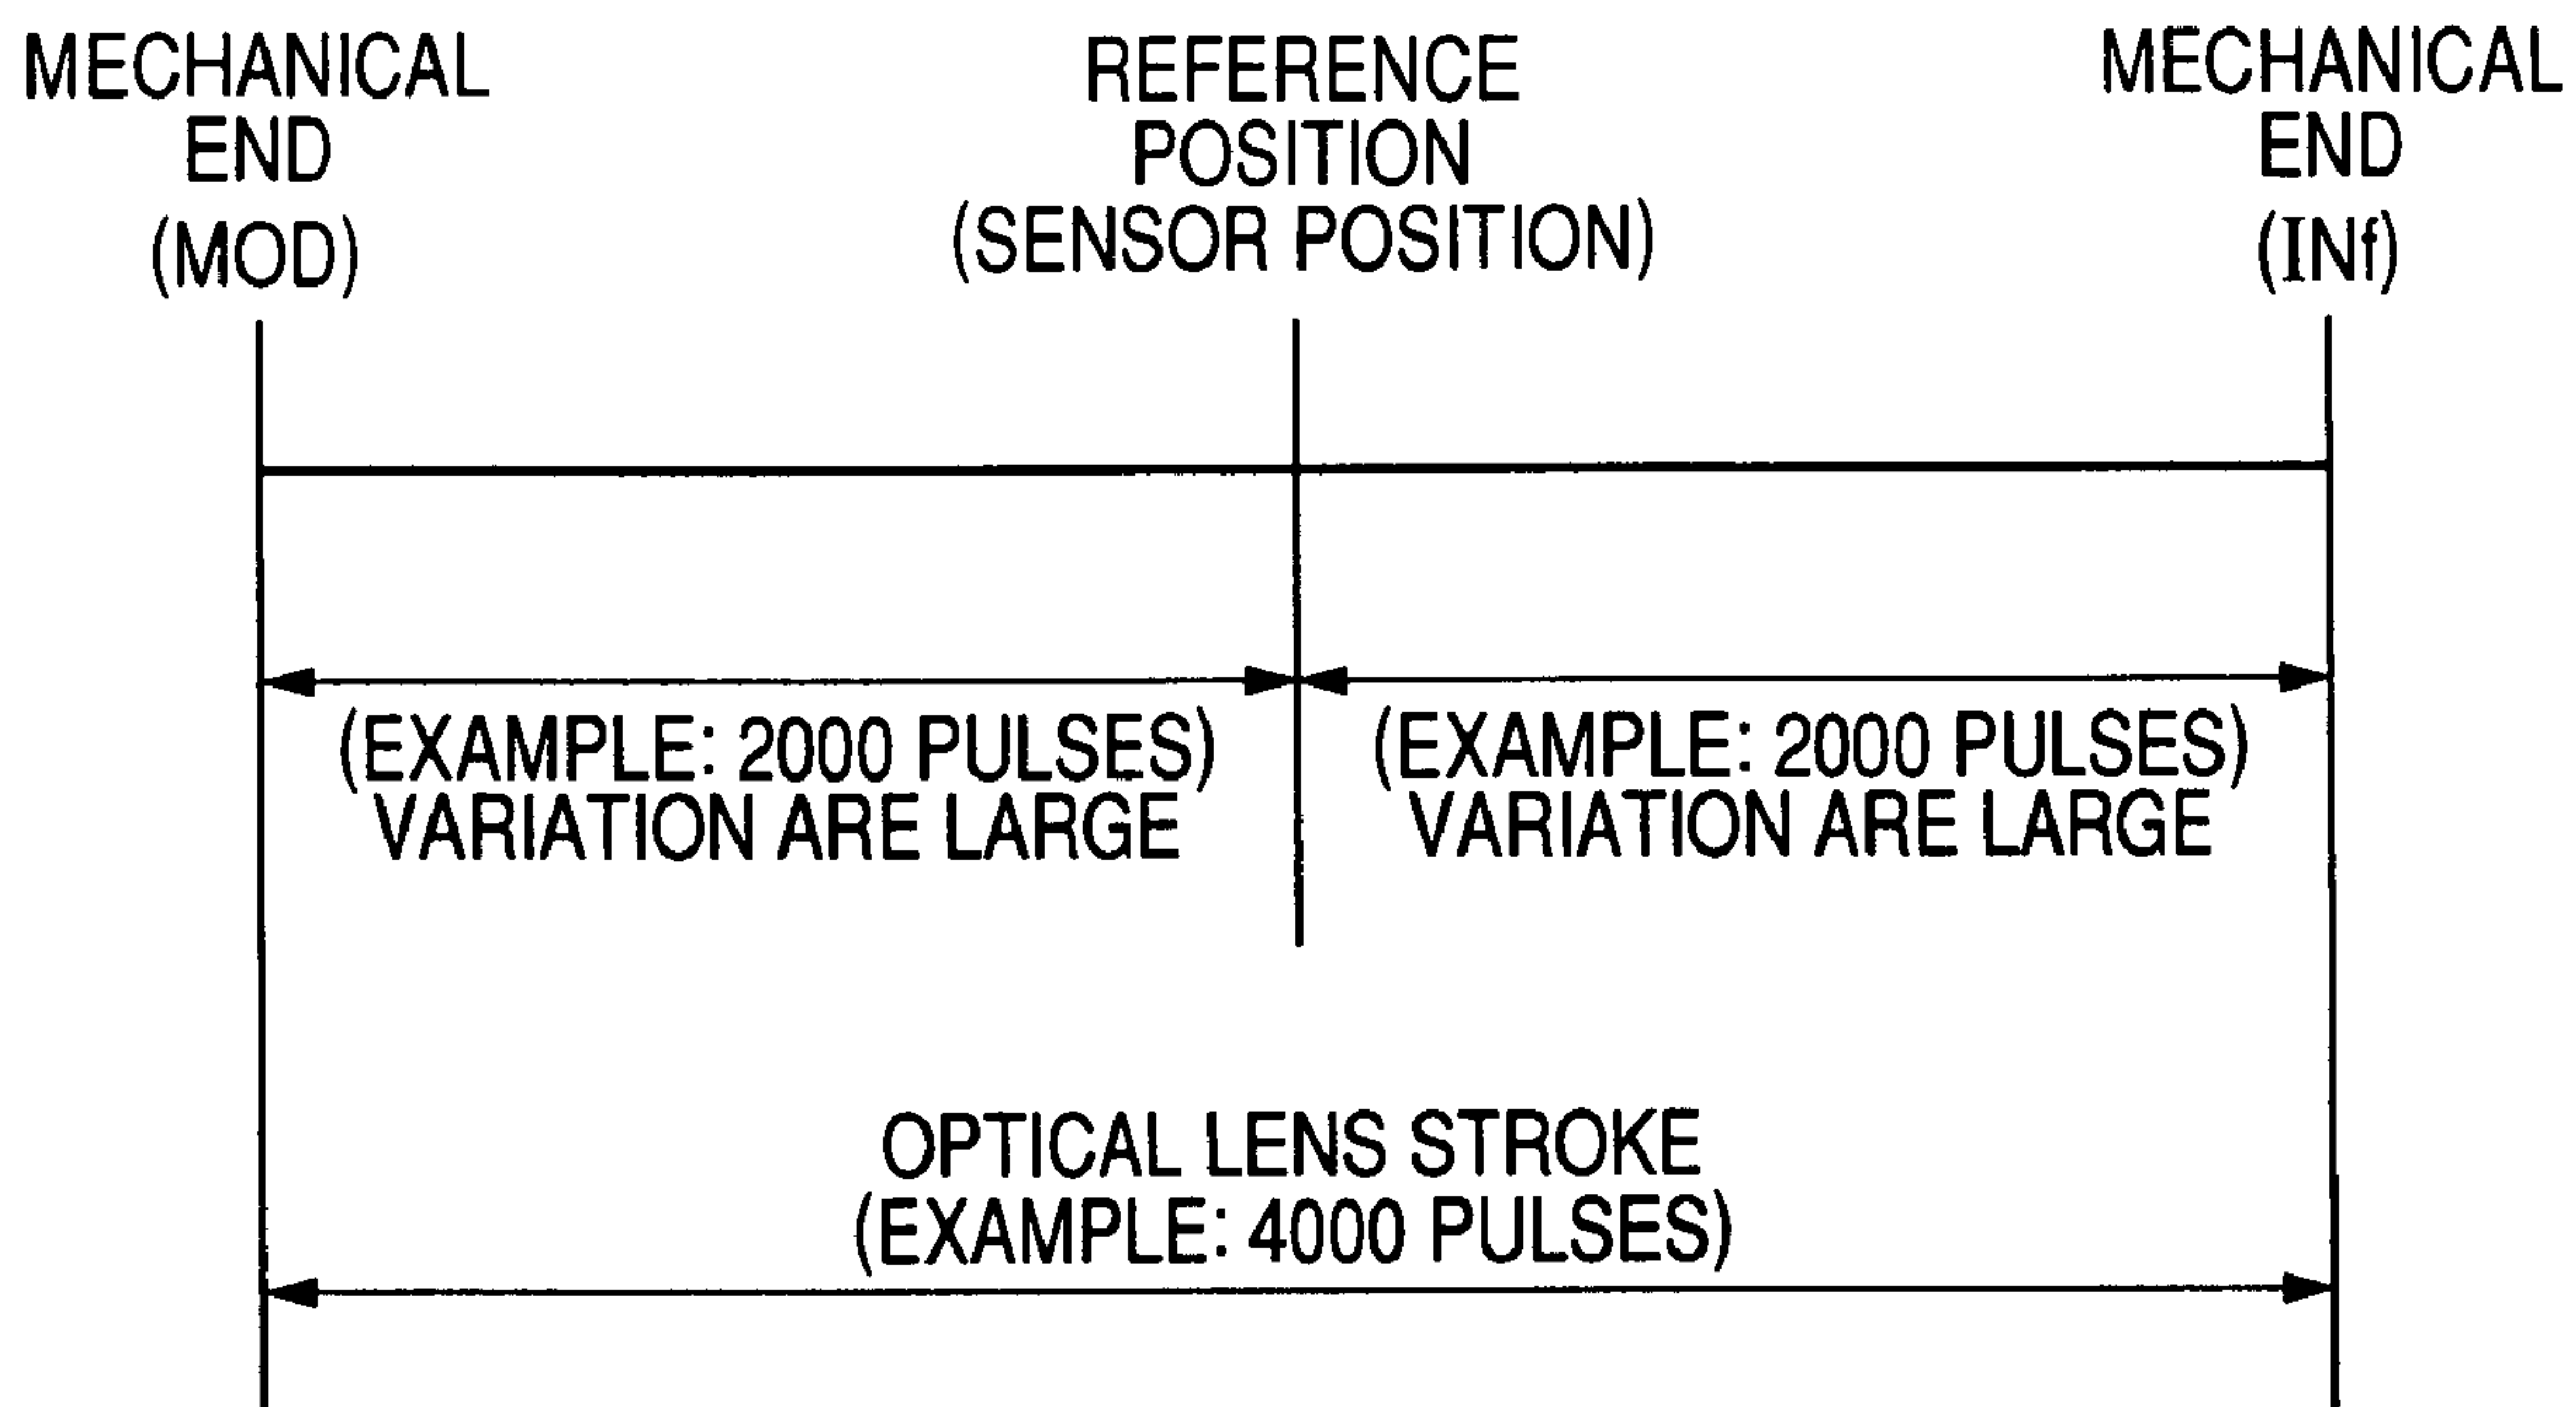 MECHANICAL
END
(MOD)
REFERENCE
POSITION
(SENSOR POSITION)
MECHANICAL
END
(INf)
(EXAMPLE: 2000 PULSES)
VARIATION ARE LARGE
(EXAMPLE: 2000 PULSES)
VARIATION ARE LARGE
OPTICAL LENS STROKE
(EXAMPLE: 4000 PULSES)